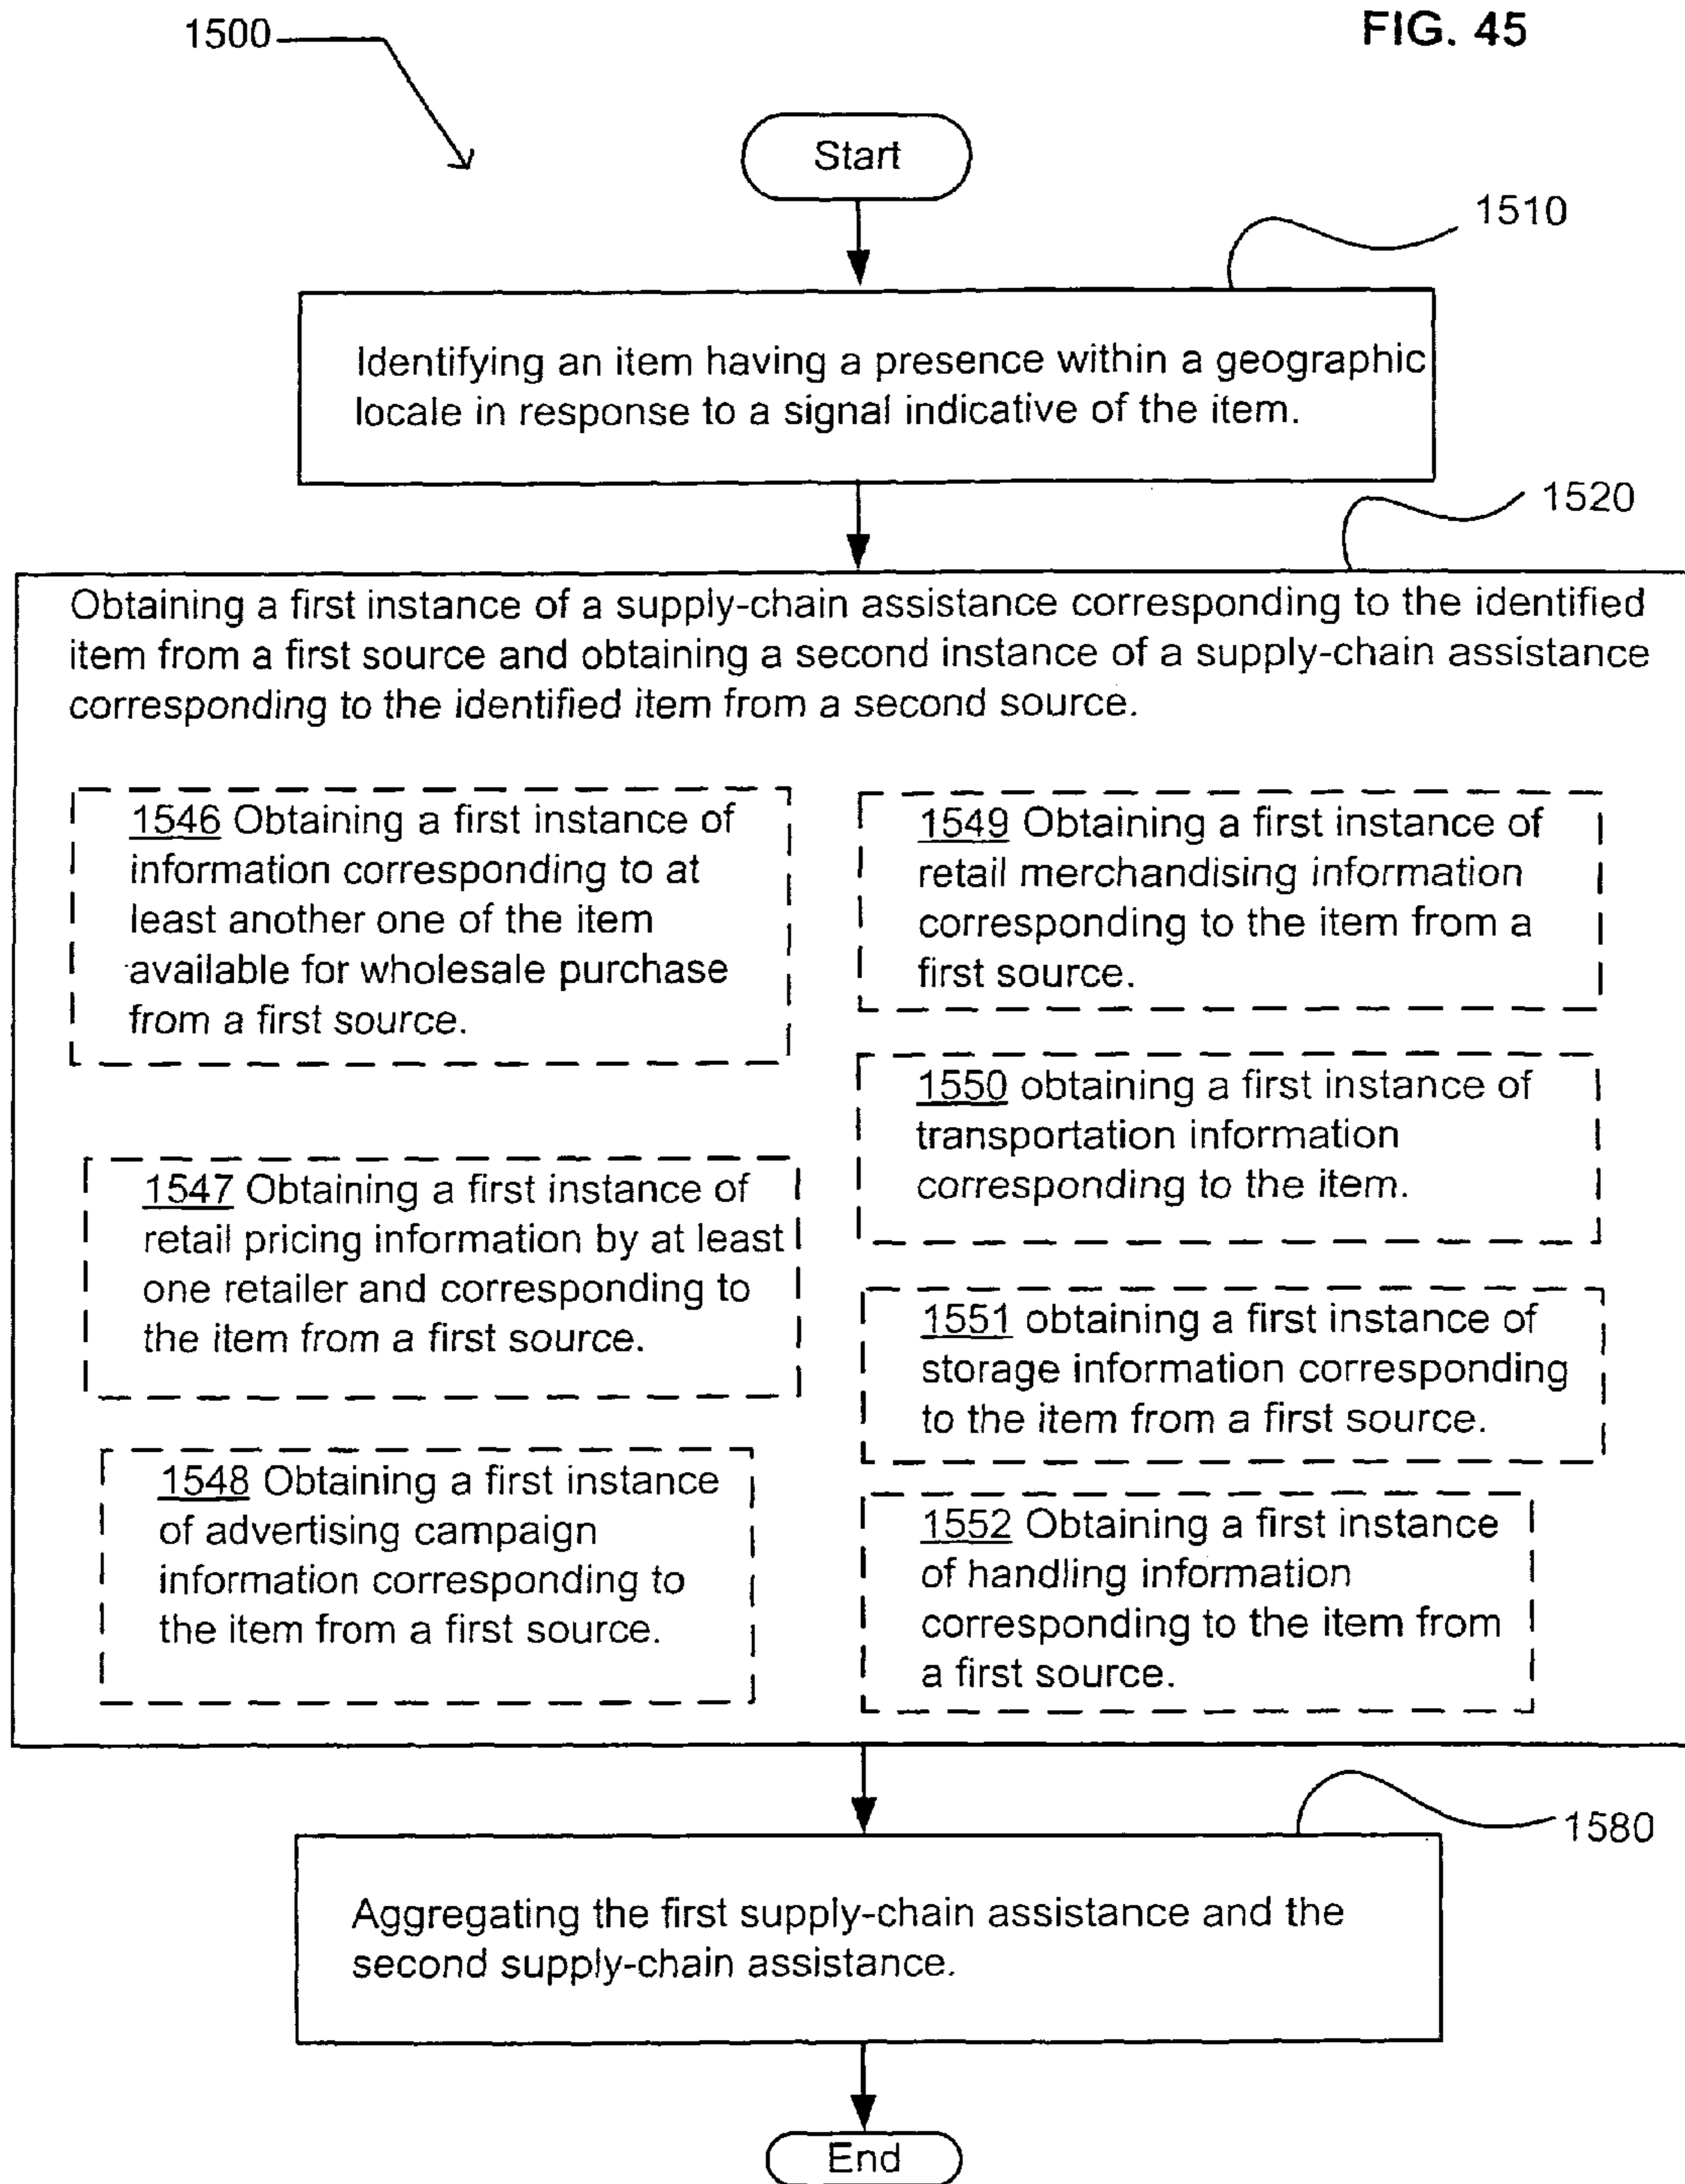 FIG. 45
1500
Start
1510
Identifying an item having a presence within a geographic
locale in response to a signal indicative of the item.
1520
Obtaining a first instance of a supply-chain assistance corresponding to the identified
item from a first source and obtaining a second instance of a supply-chain assistance
corresponding to the identified item from a second source.
1546 Obtaining a first instance of
information corresponding to at
least another one of the item
available for wholesale purchase
from a first source.
1547 Obtaining a first instance of
retail pricing information by at least
one retailer and corresponding to
the item from a first source.
1548 Obtaining a first instance
of advertising campaign
information corresponding to
the item from a first source.
1549 Obtaining a first instance of
retail merchandising information
corresponding to the item from a
first source.
1550 obtaining a first instance of
transportation information
corresponding to the item.
1551 obtaining a first instance of
storage information corresponding
to the item from a first source.
1552 Obtaining a first instance
of handling information
corresponding to the item from
a first source.
1580
Aggregating the first supply-chain assistance and the
second supply-chain assistance.
End